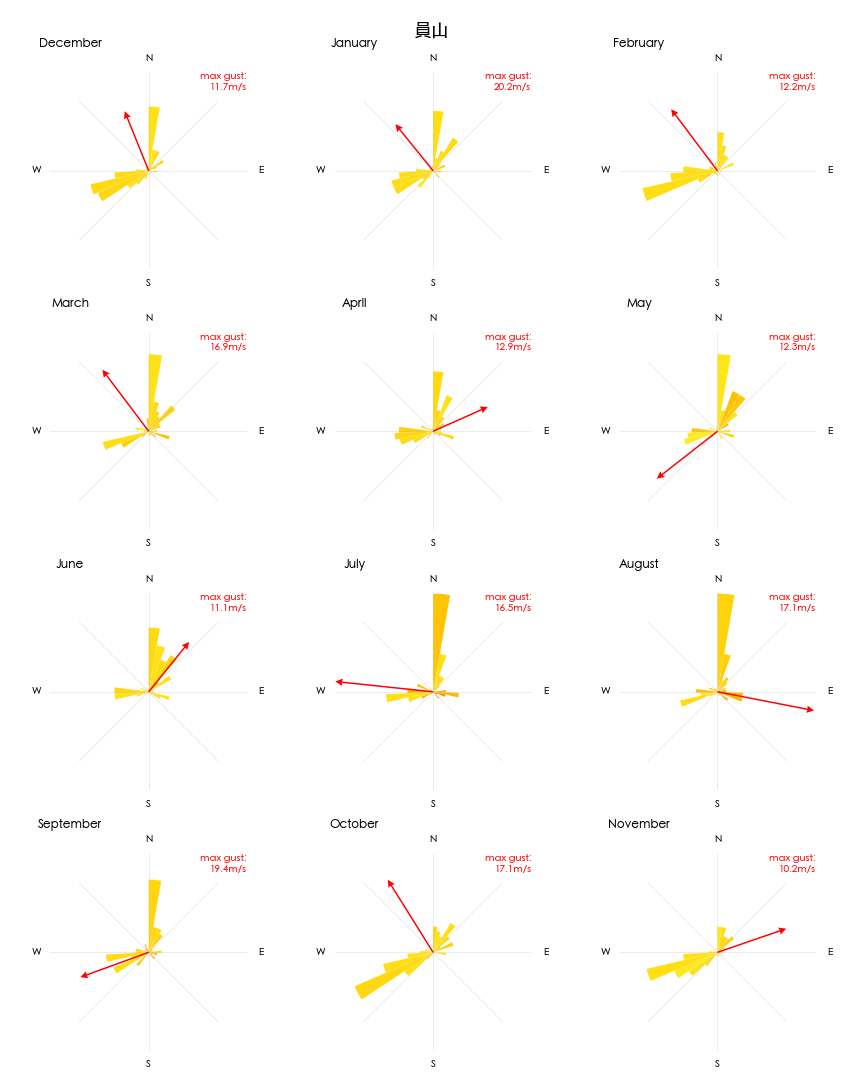 員山
December
N
max gust:
11.7m/s
W
E
S
January
N
max gust:
20.2m/s
W
E
S
February
N
max gust:
12.2m/s
W
E
S
March
N
max gust:
16.9m/s
W
E
S
April
N
max gust:
12.9m/s
W
E
S
May
N
max gust:
12.3m/s
W
E
S
June
N
max gust:
11.1m/s
W
E
S
July
N
max gust:
16.5m/s
W
E
S
August
N
max gust:
17.1m/s
W
E
S
September
N
max gust:
19.4m/s
W
E
S
October
N
max gust:
17.1m/s
W
E
S
November
N
max gust:
10.2m/s
W
E
S